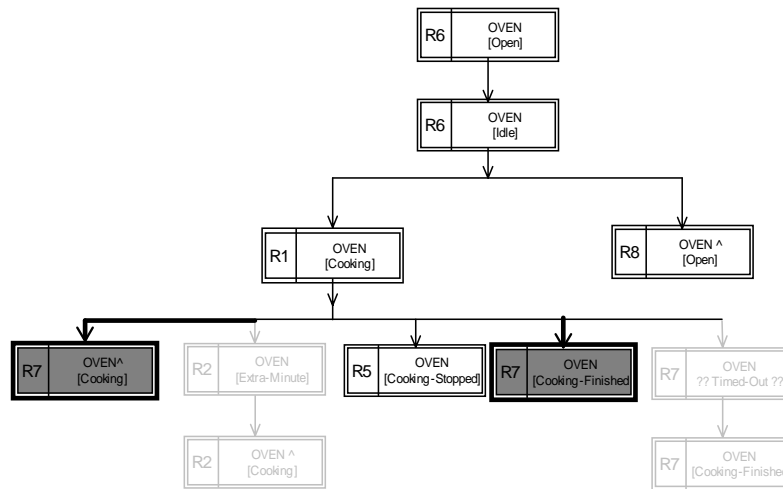 R6 OVEN
[Open]
R6 OVEN
[Idle]
R1 OVEN
[Cooking]
R8 OVEN ^
[Open]
R7 OVEN^
[Cooking]
R2 OVEN
[Extra-Minute]
R5 OVEN
[Cooking-Stopped]
R7 OVEN
[Cooking-Finished
R7 OVEN
?? Timed-Out ??
R2 OVEN ^
[Cooking]
R7 OVEN
[Cooking-Finished